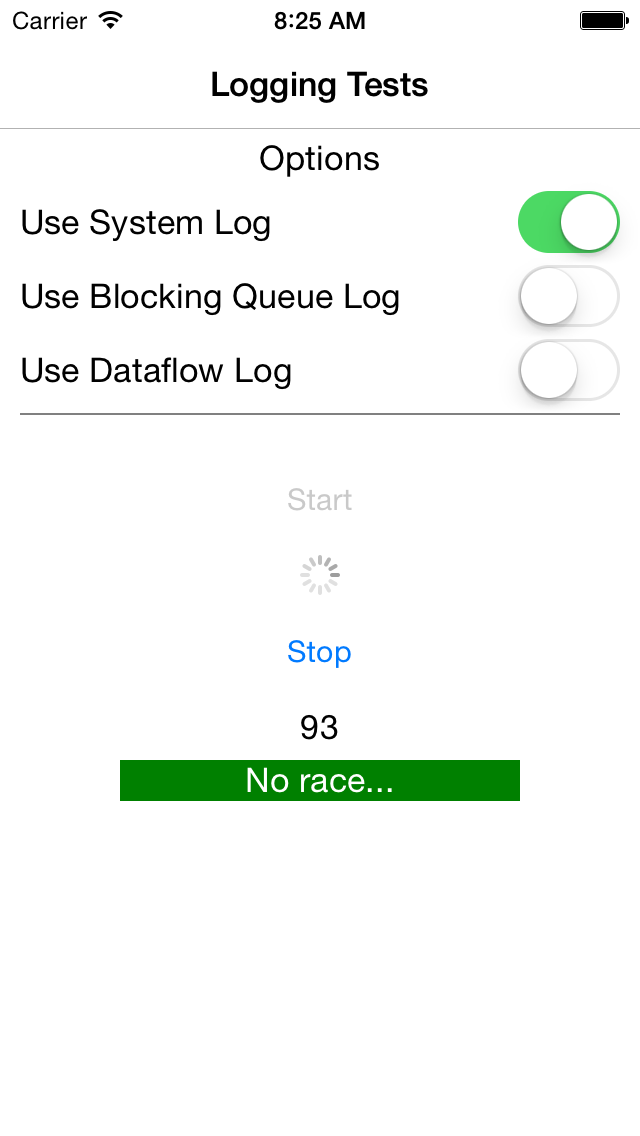 Carrier 8:25 AM
Logging Tests
Options
Use System Log
Use Blocking Queue Log
Use Dataflow Log
Start
Stop
93
No race...